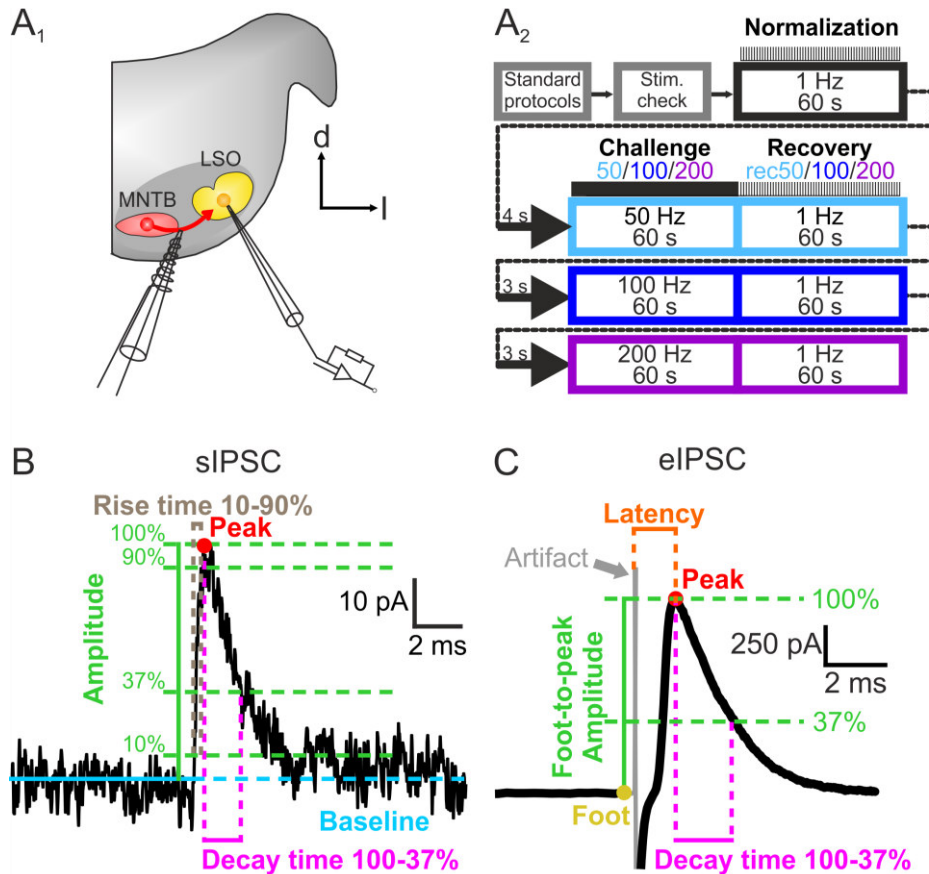 A1
d
LSO
MNTB
l
A2
Normalization
Standard
protocols
Stim.
check
1 Hz
60 s
Challenge
50/100/200
Recovery
rec50/100/200
4 s
50 Hz
60 s
1 Hz
60 s
3 s
100 Hz
60 s
1 Hz
60 s
3 s
200 Hz
60 s
1 Hz
60 s
B
sIPSC
Rise time 10-90%
100%
Peak
90%
10 pA
2 ms
Amplitude
37%
10%
Baseline
Decay time 100-37%
C
eIPSC
Latency
Artifact
Peak
100%
Foot-to-peak
Amplitude
250 pA
2 ms
37%
Foot
Decay time 100-37%